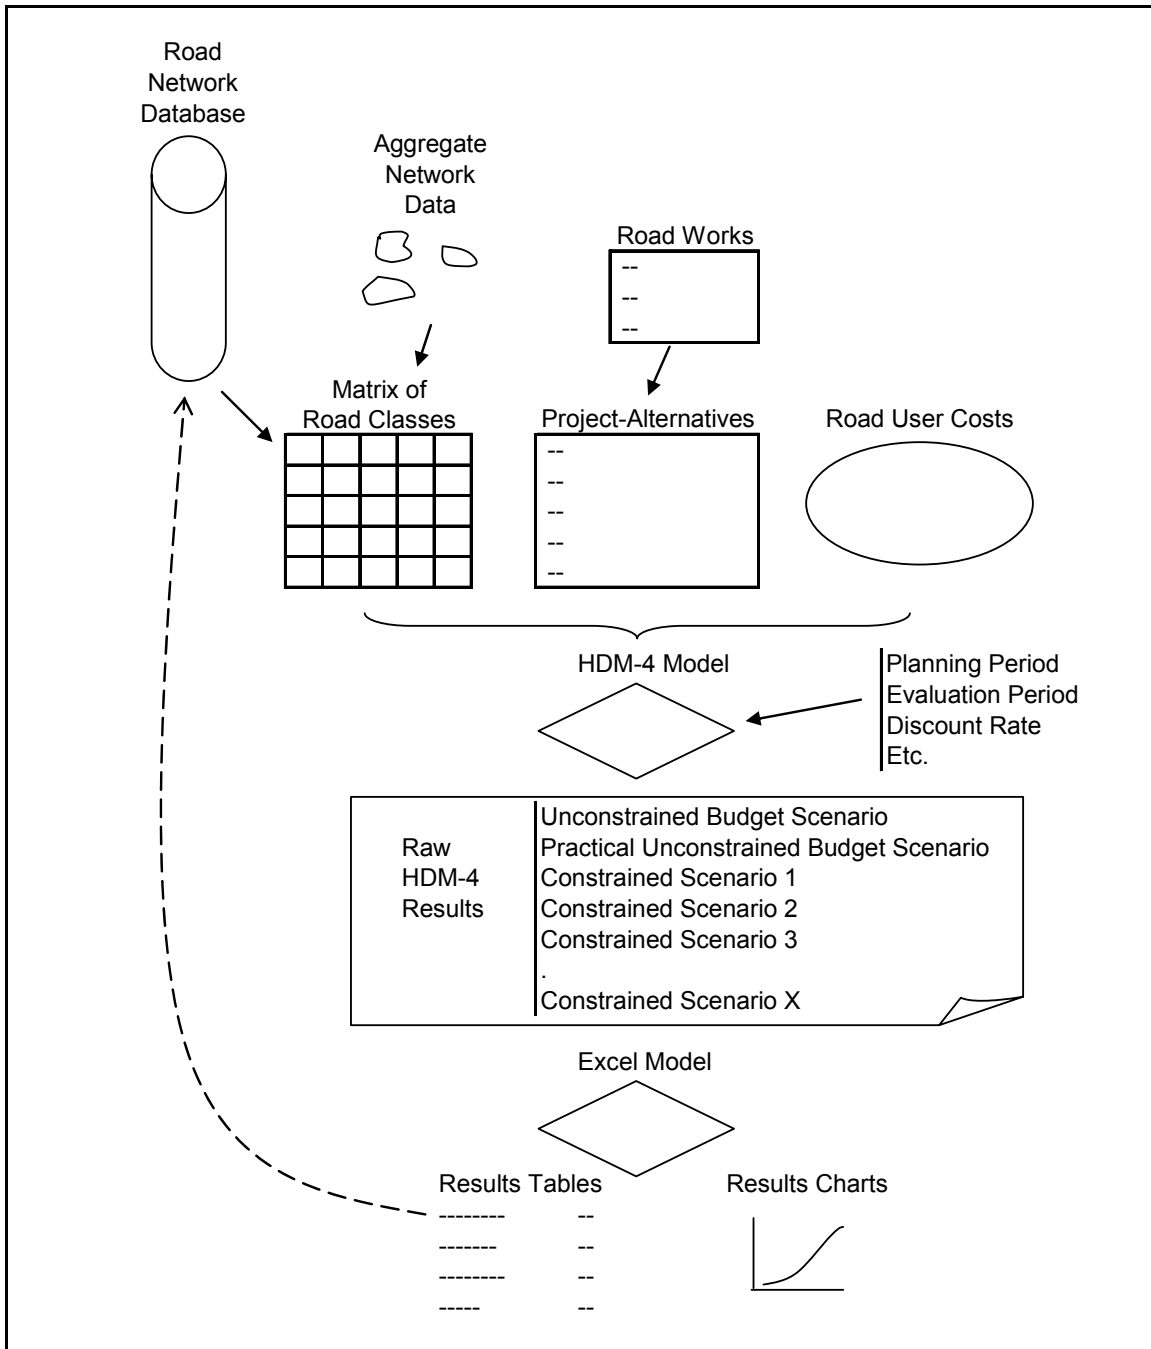 Road
Network
Database
Aggregate
Network
Data
Road Works
--
--
--
Matrix of
Road Classes
Project-Alternatives
--
--
--
--
--
Road User Costs
HDM-4 Model
Planning Period
Evaluation Period
Discount Rate
Etc.
Raw
HDM-4
Results
Unconstrained Budget Scenario
Practical Unconstrained Budget Scenario
Constrained Scenario 1
Constrained Scenario 2
Constrained Scenario 3
.
Constrained Scenario X
Excel Model
Results Tables
-------- --
------- --
-------- --
----- --
Results Charts